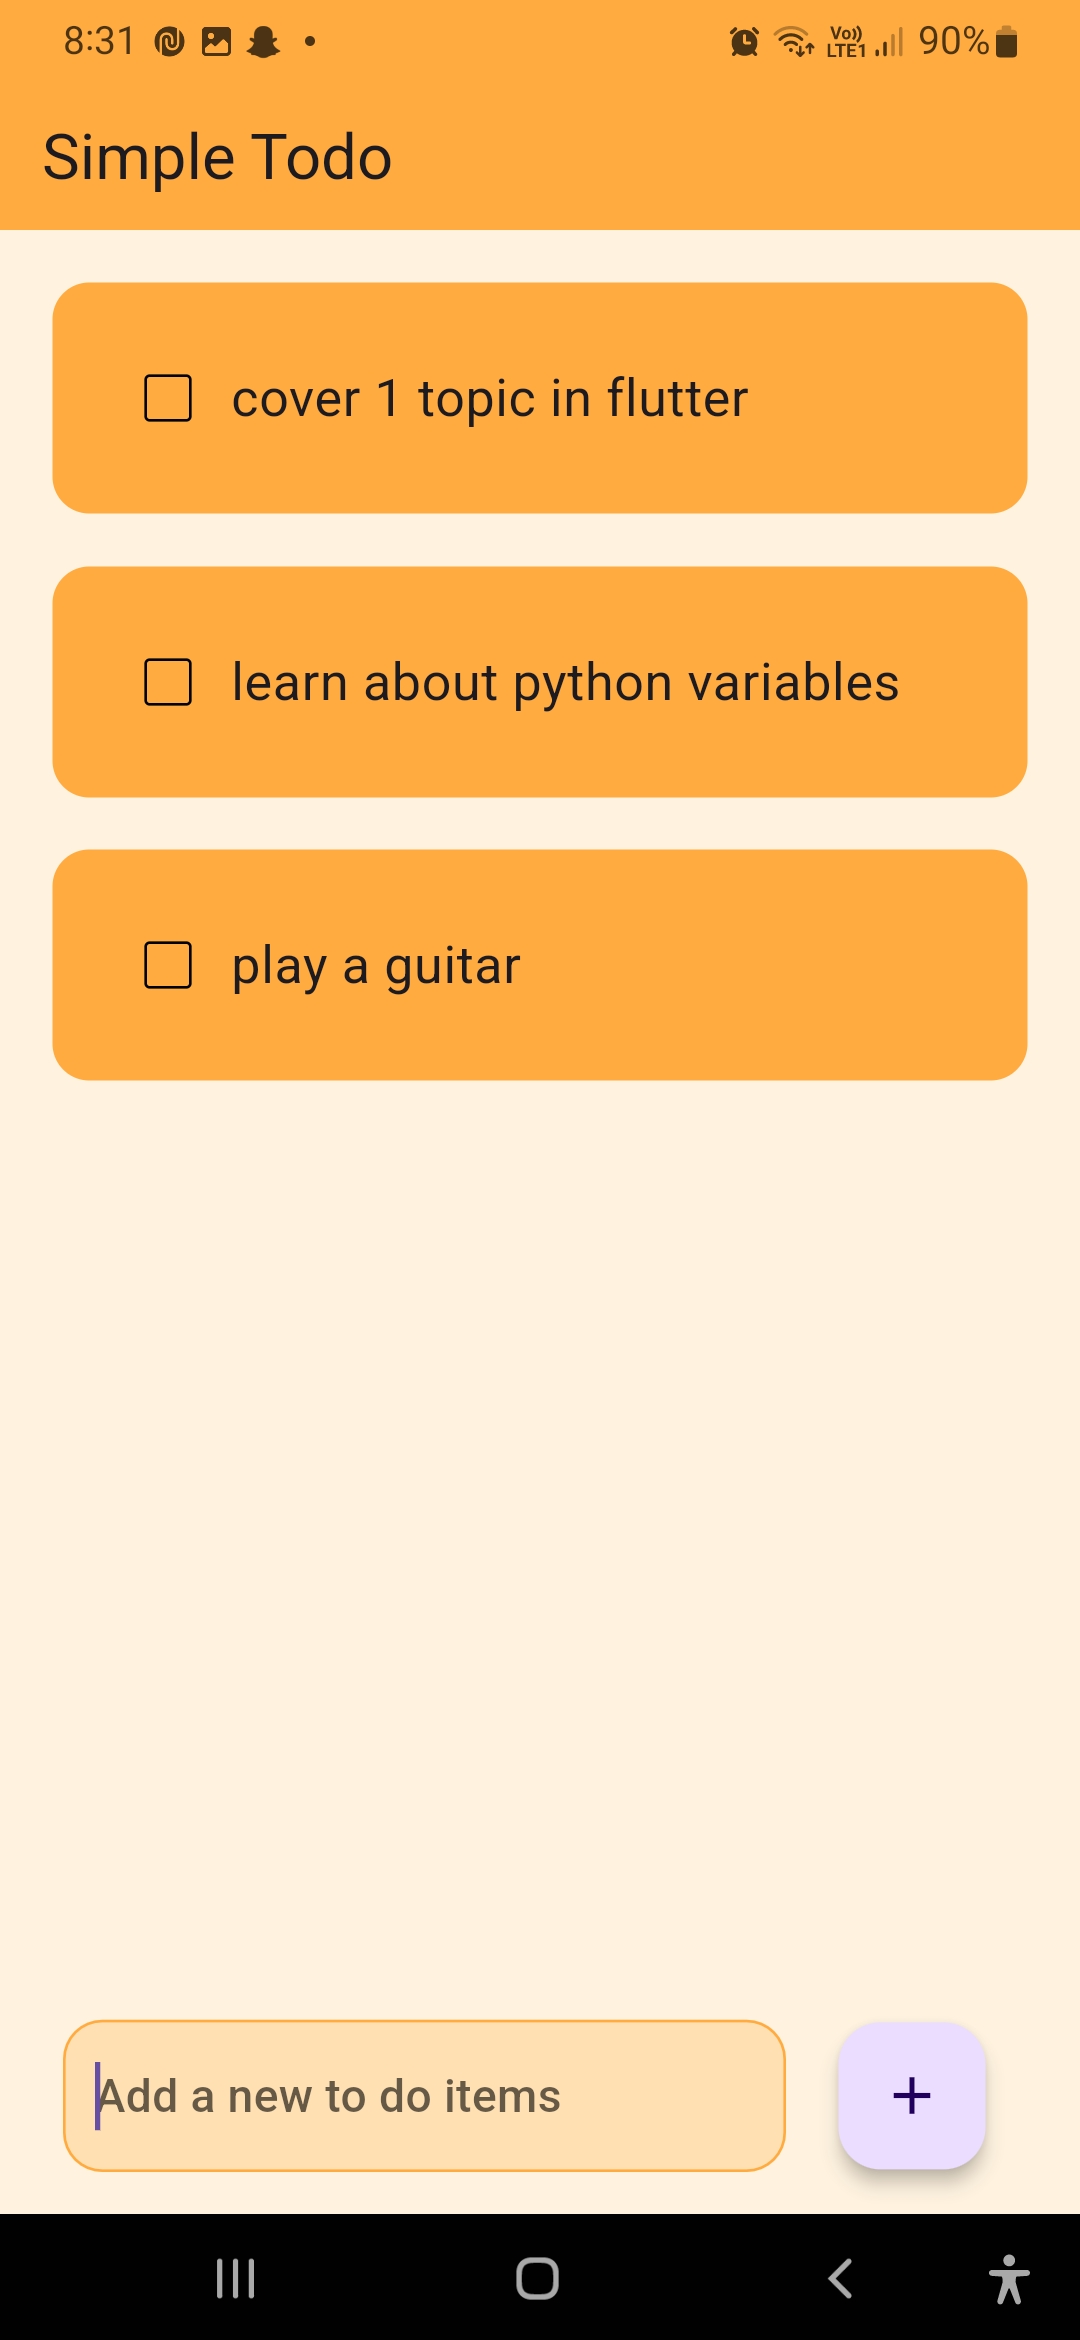 8:31 Vo)) LTE1 90%
Simple Todo
cover 1 topic in flutter
learn about python variables
play a guitar
Add a new to do items
+